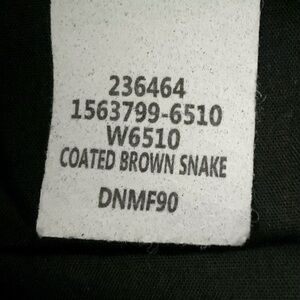 236464
1563799-6510
W6510
COATED BROWN SNAKE
DNMF90